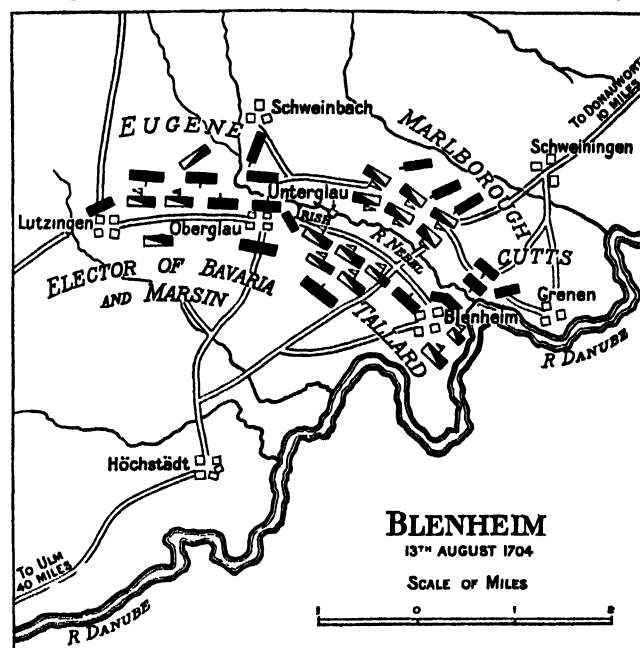 Schweinbach
EUGENE
MARLBOROUGH
TO DONAUWORTH
10 MILES
Schweiningen
Unterglau
Lutzingen
Oberglau
IRISH
R. NEBEL
CUTTS
ELECTOR OF BAVARIA
AND MARSIN
TALLARD
Blenheim
Grenen
R DANUBE
Höchstädt
BLENHEIM
13TH AUGUST 1704
SCALE OF MILES
1 0 1 2
TO ULM
40 MILES
R DANUBE